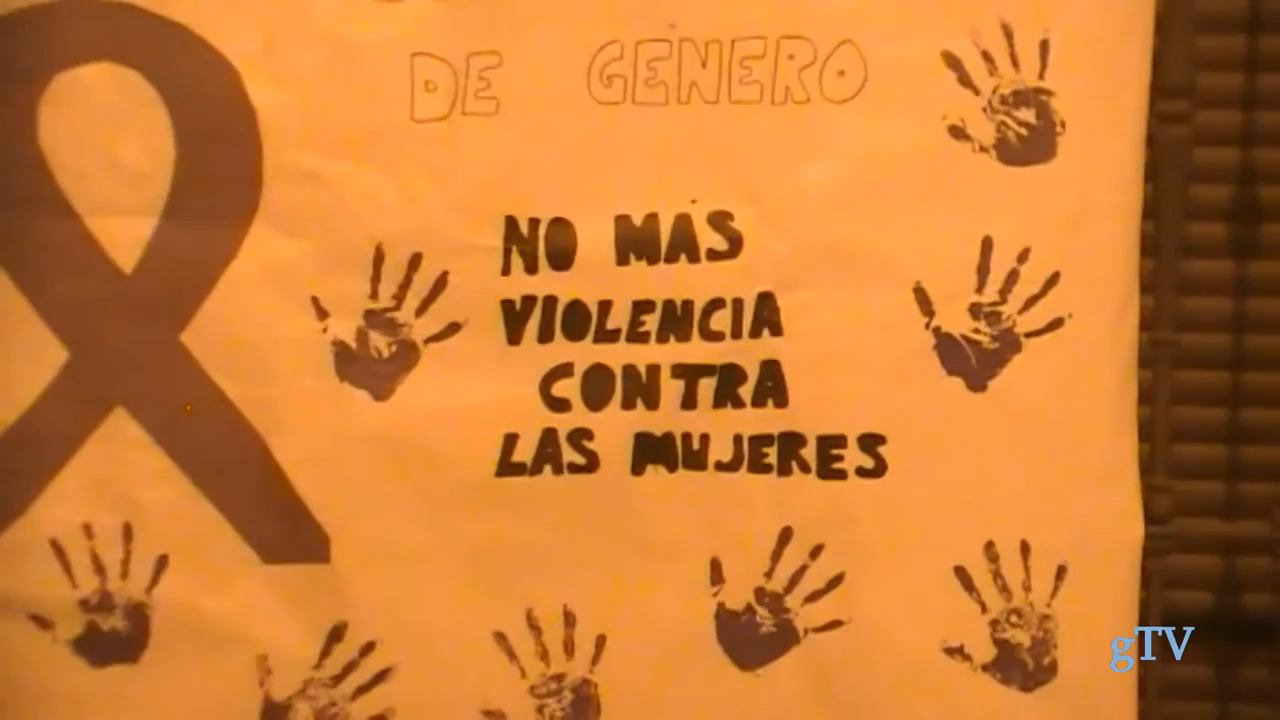 DE GENERO
NO MÁS
VIOLENCIA
CONTRA
LAS MUJERES
gTV